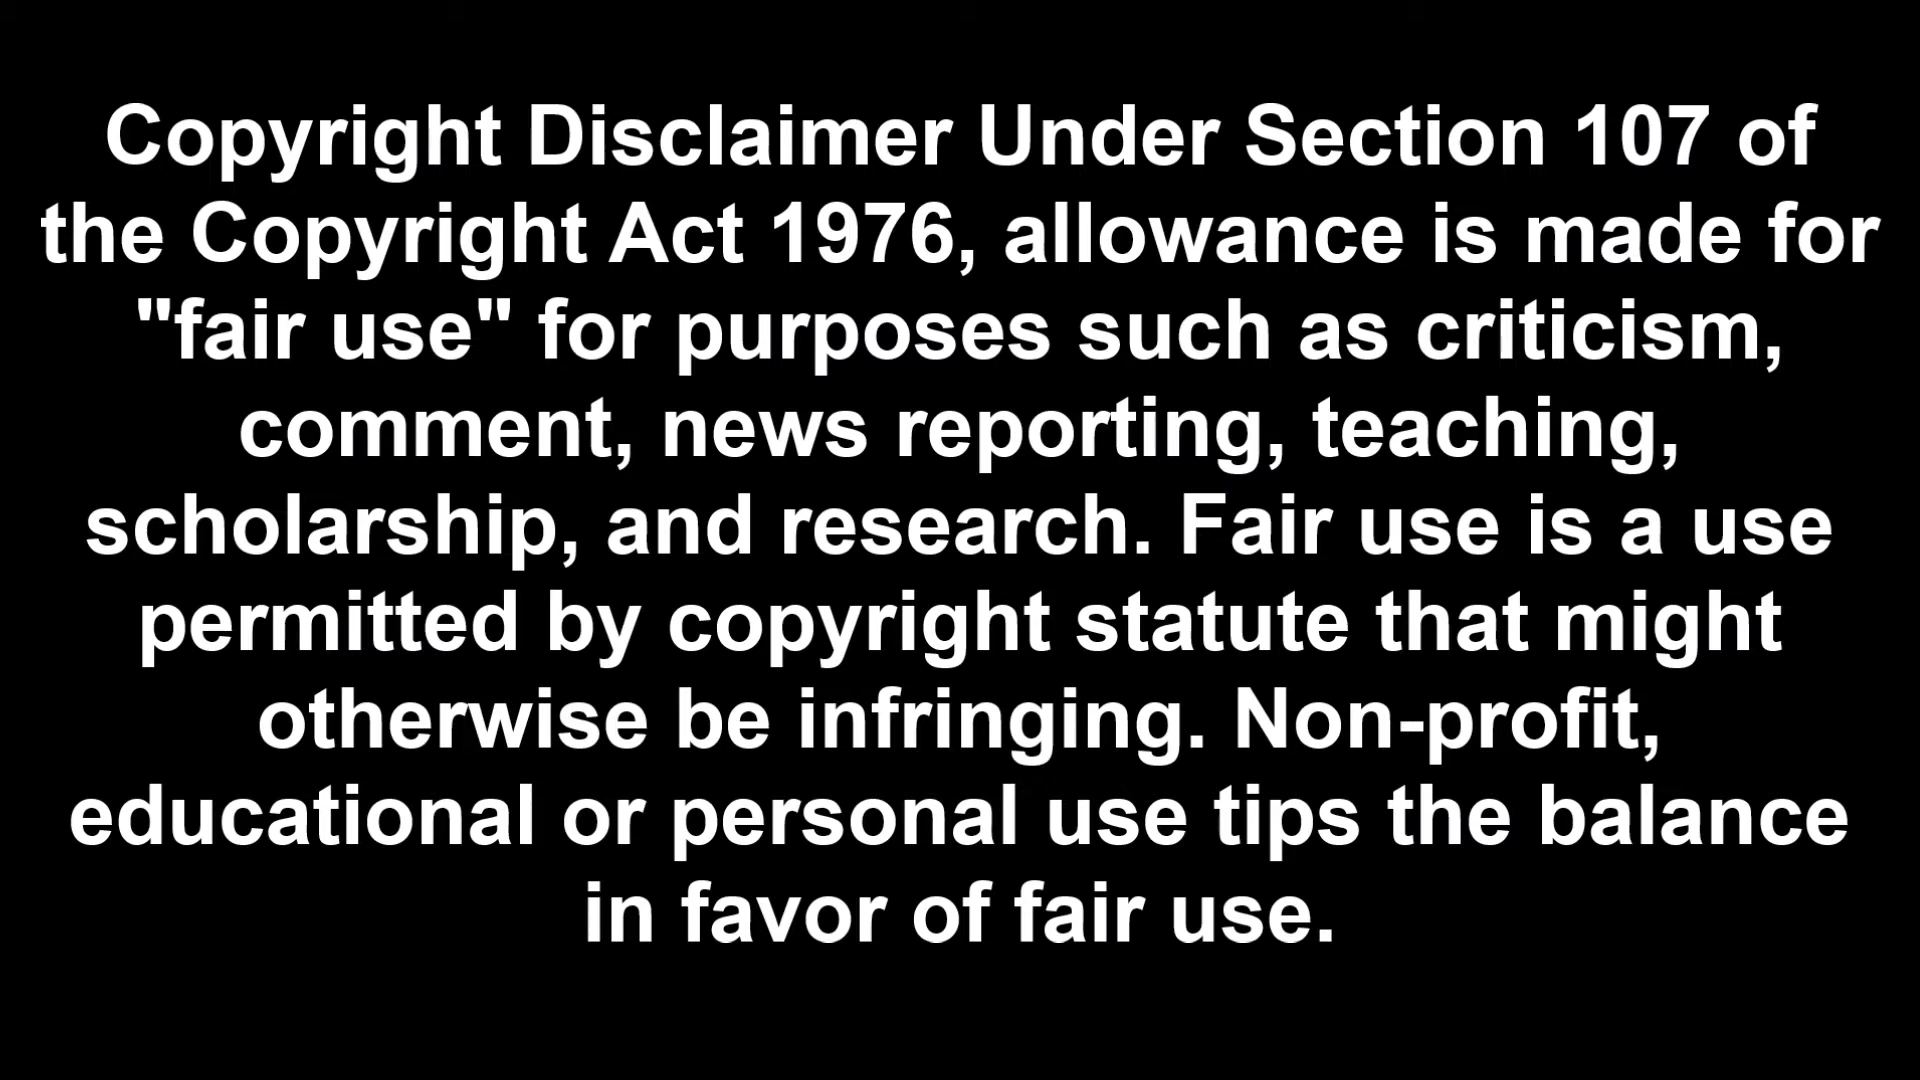 Copyright Disclaimer Under Section 107 of
the Copyright Act 1976, allowance is made for
"fair use" for purposes such as criticism,
comment, news reporting, teaching,
scholarship, and research. Fair use is a use
permitted by copyright statute that might
otherwise be infringing. Non-profit,
educational or personal use tips the balance
in favor of fair use.